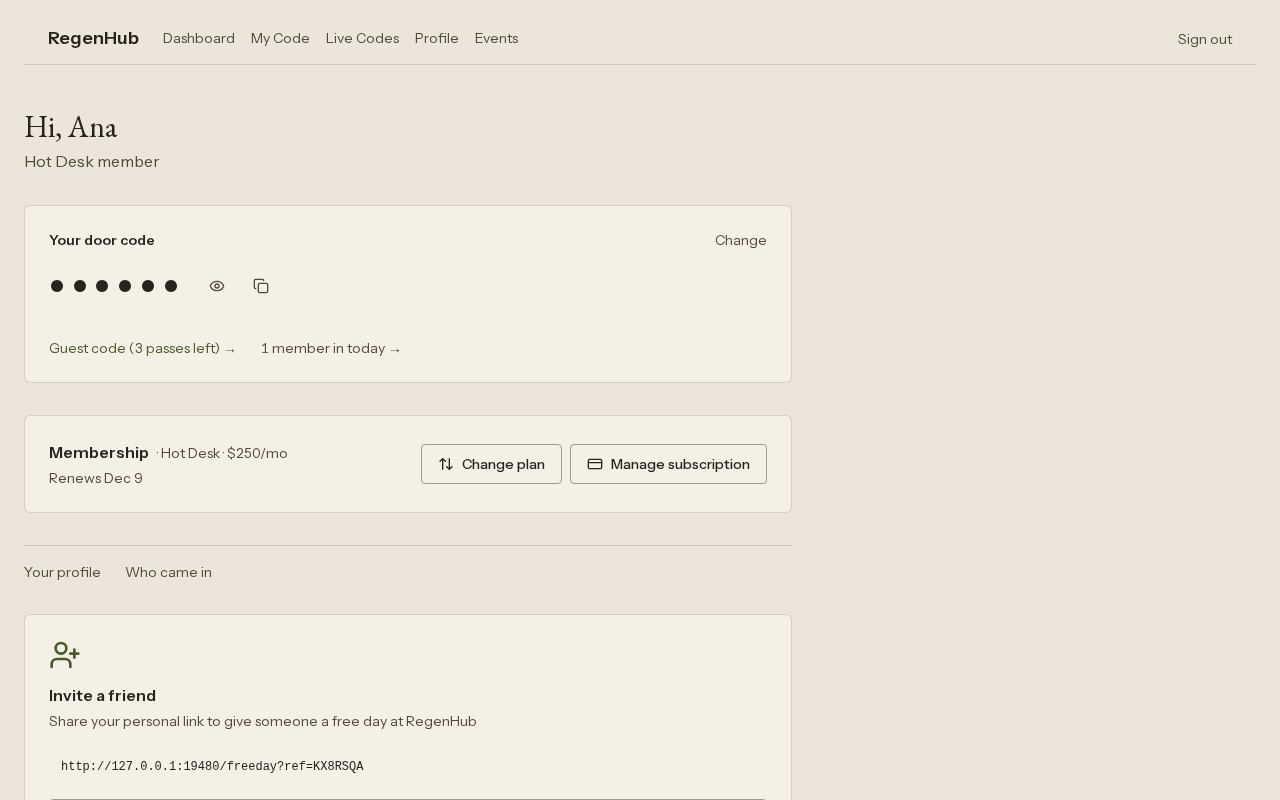 RegenHub Dashboard My Code Live Codes Profile Events Sign out
Hi, Ana
Hot Desk member
Your door code Change
●●●●●●
Guest code (3 passes left) → 1 member in today →
Membership · Hot Desk · $250/mo
Renews Dec 9
Change plan Manage subscription
Your profile Who came in
Invite a friend
Share your personal link to give someone a free day at RegenHub
http://127.0.0.1:19480/freeday?ref=KX8RSQA